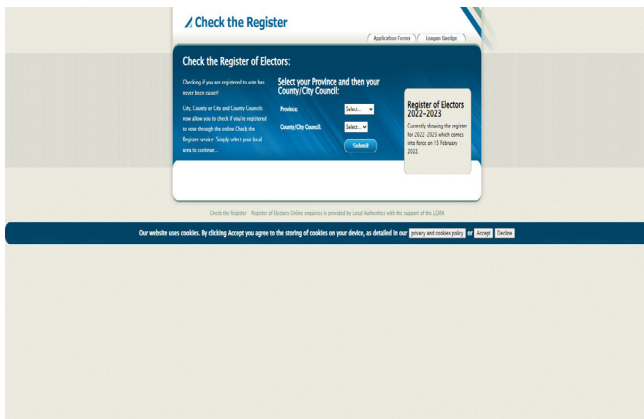 Check the Register
Application Forms
Leagan Gaeilge
Check the Register of Electors:
Checking if you are registered to vote has
never been easier!
City, County or City and County Councils
now allow you to check if you're registered
to vote through the online Check the
Register service. Simply select your local
area to continue...
Select your Province and then your
County/City Council:
Province: Select...
County/City Council: Select...
Submit
Register of Electors
2022-2023
Currently showing the register
for 2022-2023 which comes
into force on 15 February
2022.
Check the Register - Register of Electors Online enquiries is provided by Local Authorities with the support of the LGMA
Our website uses cookies. By clicking Accept you agree to the storing of cookies on your device, as detailed in our privacy and cookies policy or Accept Decline